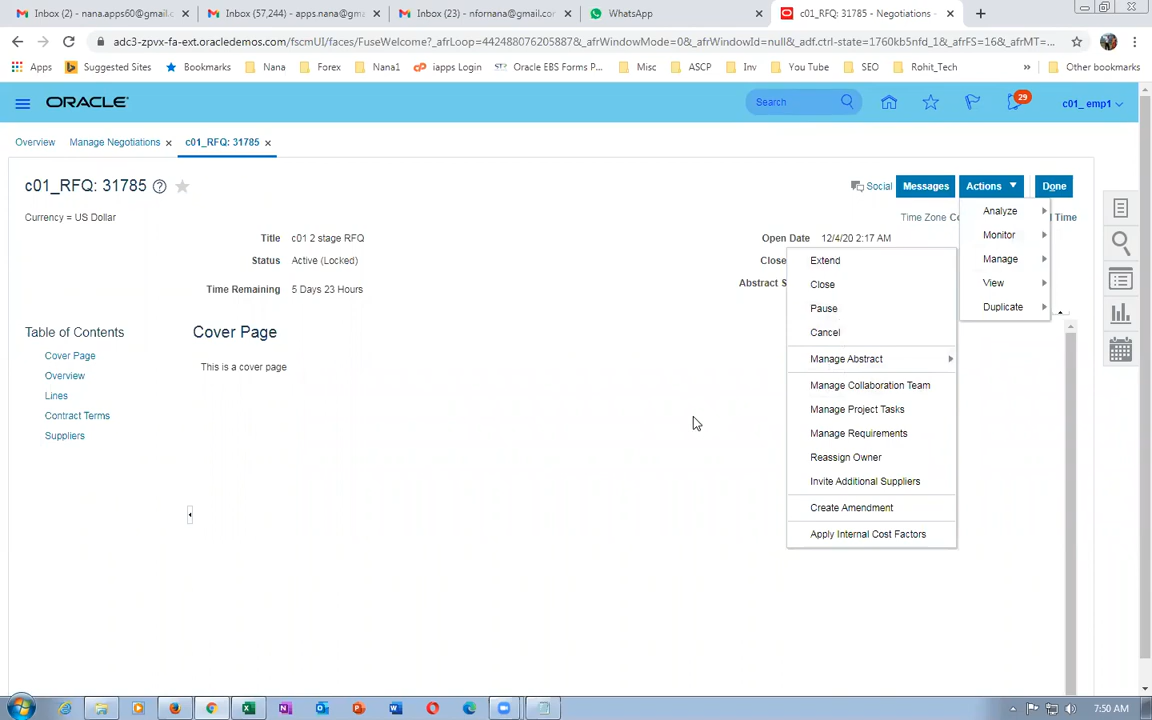 Inbox (2) - nana.apps60@gmail.c
Inbox (57,244) - apps.nana@gma
Inbox (23) - nfornana@gmail.con
WhatsApp
c01_RFQ: 31785 - Negotiations -
adc3-zpvx-fa-ext.oracledemos.com/fscmUI/faces/FuseWelcome?_afrLoop=442488076205887&_afrWindowMode=0&_afrWindowId=null&_adf.ctrl-state=1760kb5nfd_1&_afrFS=16&_afrMT=...
Apps
Suggested Sites
Bookmarks
Nana
Forex
Nana1
iapps Login
Oracle EBS Forms P...
Misc
ASCP
Inv
You Tube
SEO
Rohit_Tech
»
Other bookmarks
ORACLE
Search
29
c01_ emp1
Overview
Manage Negotiations
c01_RFQ: 31785
c01_RFQ: 31785
Social
Messages
Actions
Done
Currency = US Dollar
Time Zone Co
Time
Title c01 2 stage RFQ
Status Active (Locked)
Time Remaining 5 Days 23 Hours
Open Date 12/4/20 2:17 AM
Close
Abstract S
Analyze
Monitor
Manage
View
Duplicate
Extend
Close
Pause
Cancel
Manage Abstract
Manage Collaboration Team
Manage Project Tasks
Manage Requirements
Reassign Owner
Invite Additional Suppliers
Create Amendment
Apply Internal Cost Factors
Table of Contents
Cover Page
Overview
Lines
Contract Terms
Suppliers
Cover Page
This is a cover page
7:50 AM